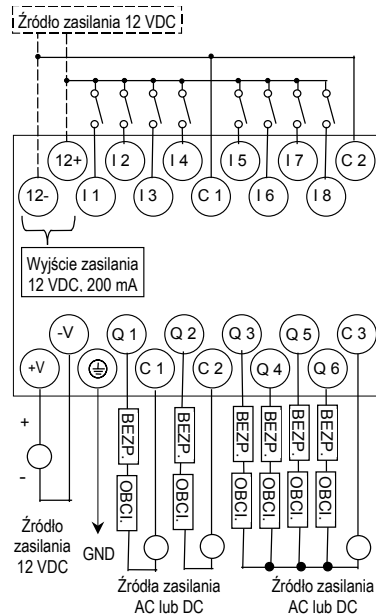 Źródło zasilania 12 VDC
12+ I 2 I 4 I 5 I 7 C 2
12- I 1 I 3 C 1 I 6 I 8
Wyjście zasilania
12 VDC, 200 mA
-V Q 1 Q 2 Q 3 Q 5 C 3
+V C 1 C 2 Q 4 Q 6
+
-
BEZP. BEZP. BEZP. BEZP. BEZP. BEZP.
OBCI. OBCI. OBCI. OBCI. OBCI. OBCI.
Źródło
zasilania
12 VDC
GND
Źródła zasilania
AC lub DC
Źródło zasilania
AC lub DC